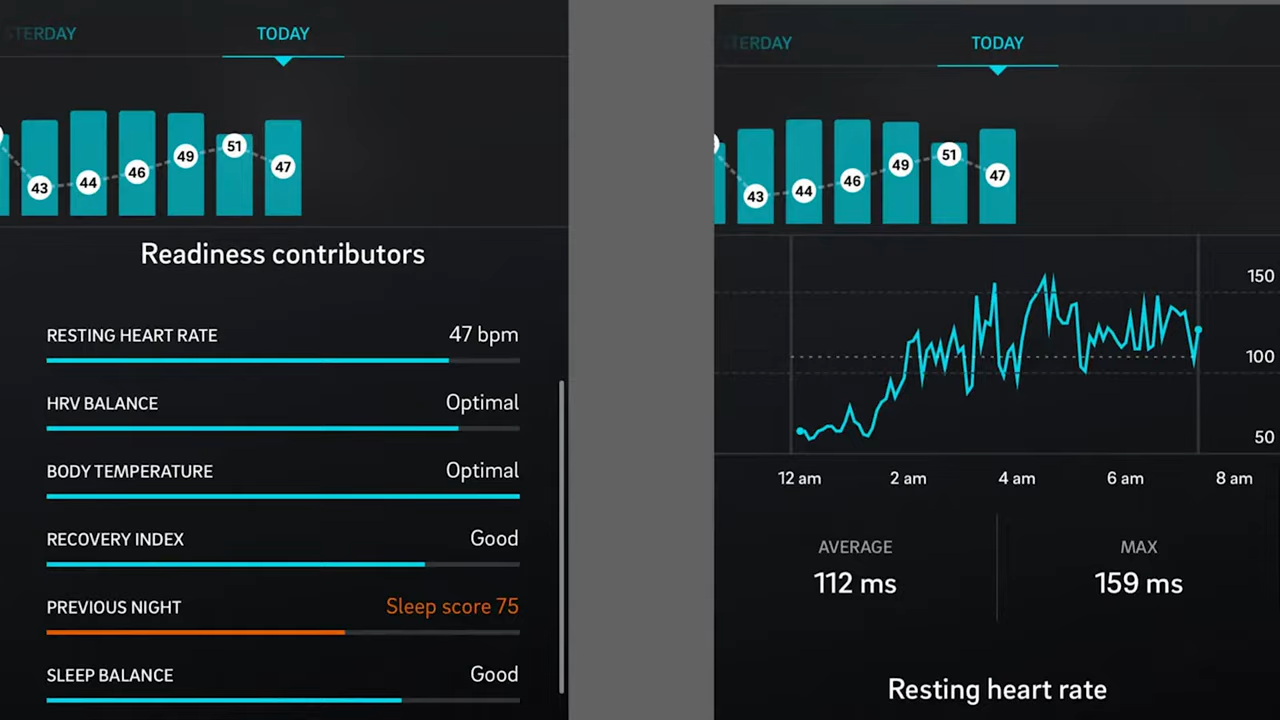 TERDAY
TODAY
43
44
46
49
51
47
Readiness contributors
RESTING HEART RATE
47 bpm
HRV BALANCE
Optimal
BODY TEMPERATURE
Optimal
RECOVERY INDEX
Good
PREVIOUS NIGHT
Sleep score 75
SLEEP BALANCE
Good
TERDAY
TODAY
43
44
46
49
51
47
150
100
50
12 am
2 am
4 am
6 am
8 am
AVERAGE
112 ms
MAX
159 ms
Resting heart rate